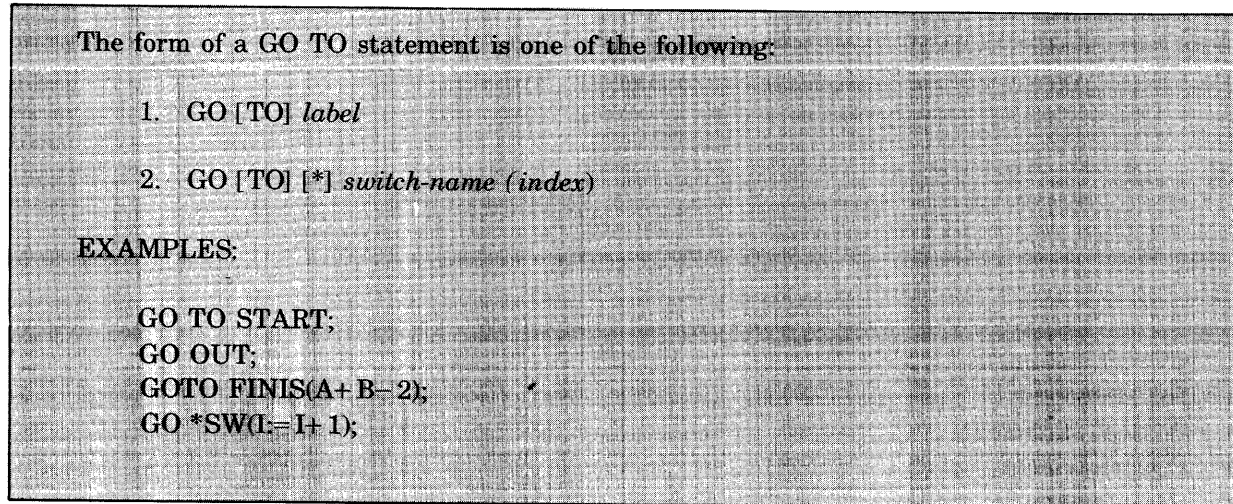 The form of a GO TO statement is one of the following:
1. GO [TO] label
2. GO [TO] [*] switch-name (index)
EXAMPLES:
GO TO START;
GO OUT;
GOTO FINIS(A+B-2);
GO *SW(I:=I+1);